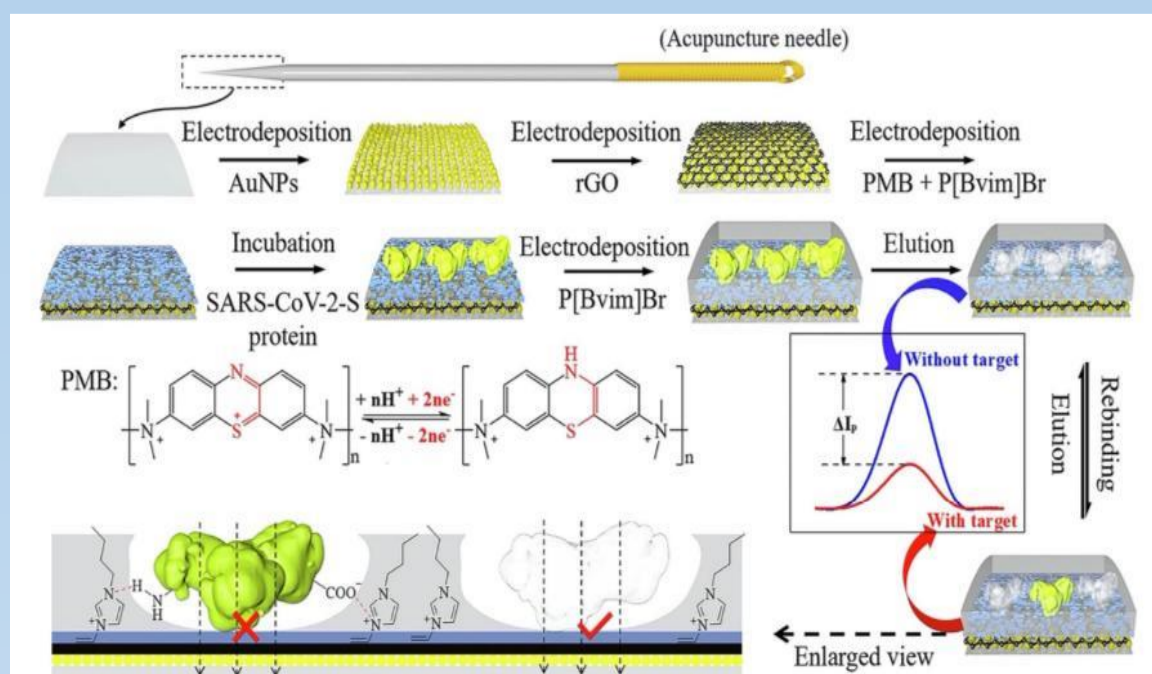 (Acupuncture needle)
Electrodeposition
AuNPs
Electrodeposition
rGO
Electrodeposition
PMB + P[Bvim]Br
Incubation
SARS-CoV-2-S
protein
Electrodeposition
P[Bvim]Br
Elution
PMB:
N
S
+
N
+
N
+
n
+ nH⁺ + 2ne⁻
- nH⁺ - 2ne⁻
H
N
S
N
+
N
+
n
Without target
ΔIₚ
With target
Rebinding
Elution
N
N
+
H
N
H
COO⁻
N
N
+
N
N
+
N
N
+
Enlarged view